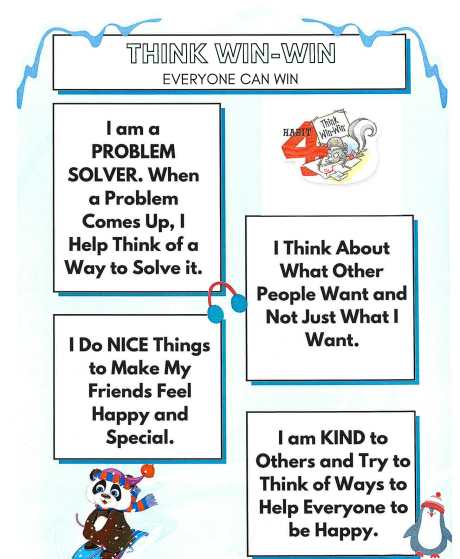 THINK WIN-WIN
EVERYONE CAN WIN
I am a
PROBLEM
SOLVER. When
a Problem
Comes Up, I
Help Think of a
Way to Solve it.
HABIT
4
Think
Win-Win
I Think About
What Other
People Want and
Not Just What I
Want.
I Do NICE Things
to Make My
Friends Feel
Happy and
Special.
I am KIND to
Others and Try to
Think of Ways to
Help Everyone to
be Happy.